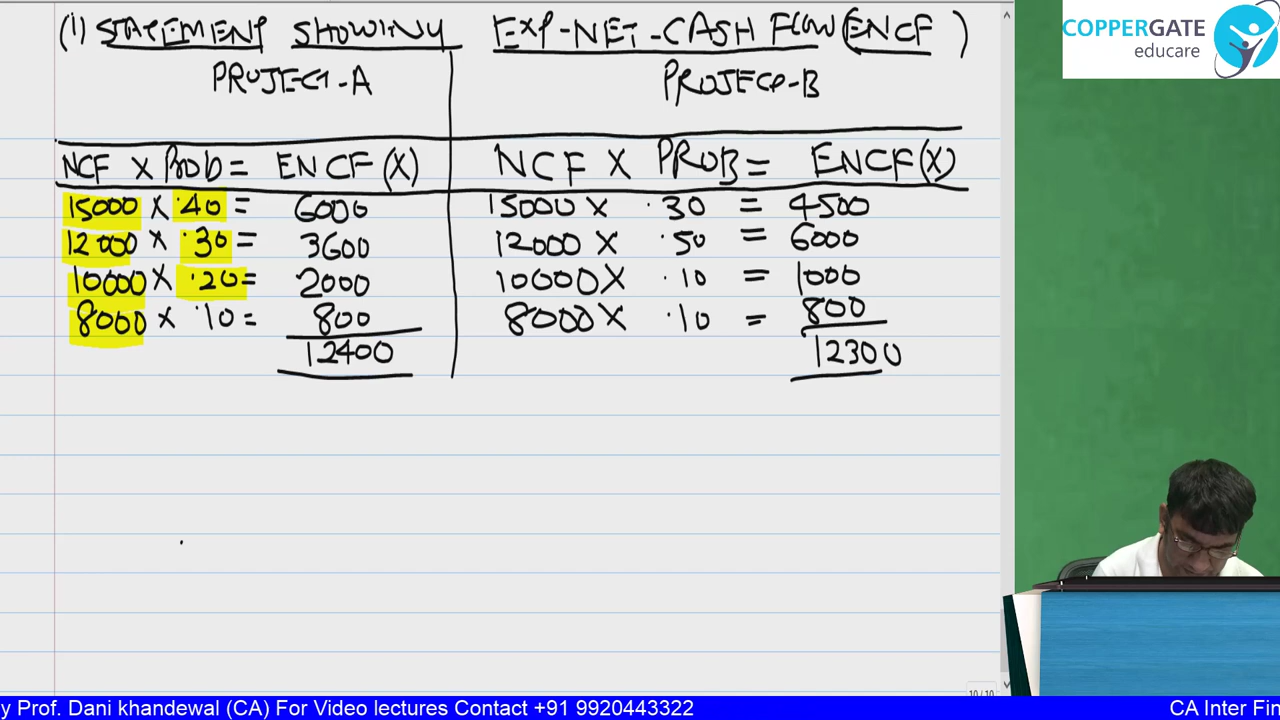 (i) STATEMENT SHOWING EXP-NET-CASH FLOW (ENCF)
PROJECT-A
PROJECT-B
NCF X Prob = ENCF (X)
15000 X .40 = 6000
12000 X .30 = 3600
10000 X .20 = 2000
8000 X .10 = 800
12400
NCF X PROB = ENCF(X)
15000 X .30 = 4500
12000 X .50 = 6000
10000 X .10 = 1000
8000 X .10 = 800
12300
COPPERGATE
educare
10 / 10
y Prof. Dani khandewal (CA) For Video lectures Contact +91 9920443322
CA Inter Fin